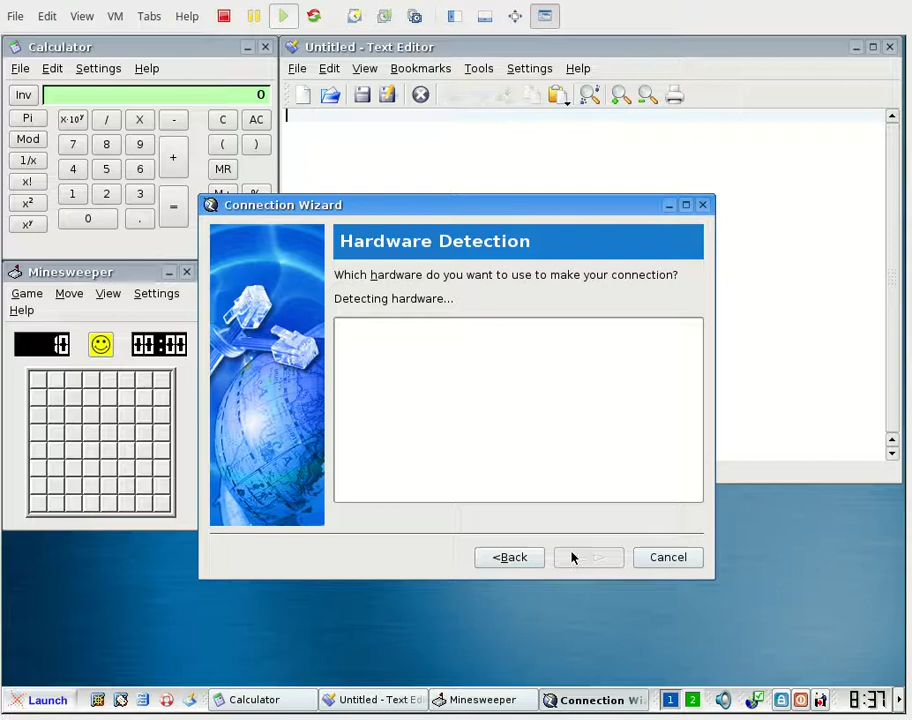 File Edit View VM Tabs Help
Calculator
File Edit Settings Help
Inv 0
Pi X·10ʸ / X - C AC
Mod 7 8 9 + ( )
1/x 4 5 6 MR
x! 1 2 3 =
x² 0 .
xʸ
Untitled - Text Editor
File Edit View Bookmarks Tools Settings Help
Minesweeper
Game Move View Settings
Help
00:00
Connection Wizard
Hardware Detection
Which hardware do you want to use to make your connection?
Detecting hardware...
<Back
Cancel
Launch Calculator Untitled - Text Ed Minesweeper Connection Wi 1 2 8:37